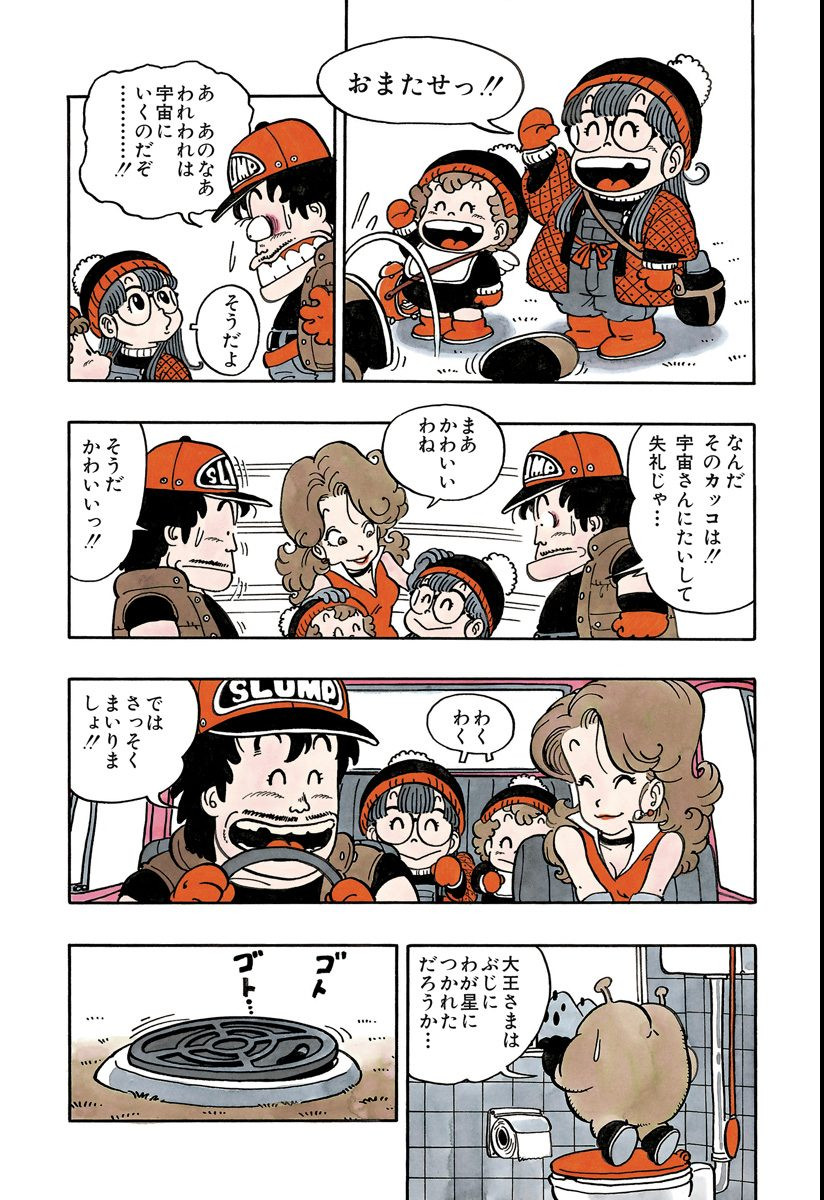 おまたせっ!!
SLUMP
あ あのなあ
われわれは
宇宙に
いくのだぞ
…………!!
そうだよ
なんだ
そのカッコは!!
宇宙さんにたいして
失礼じゃ…
UMP
まあ
かわいい
わね
SLU
そうだ
かわいいっ!!
わく
わく
SLUMP
では
さっそく
まいりま
しょ!!
大王さまは
ぶじに
わが星に
つかれた
だろうか…
ゴト
ゴト…